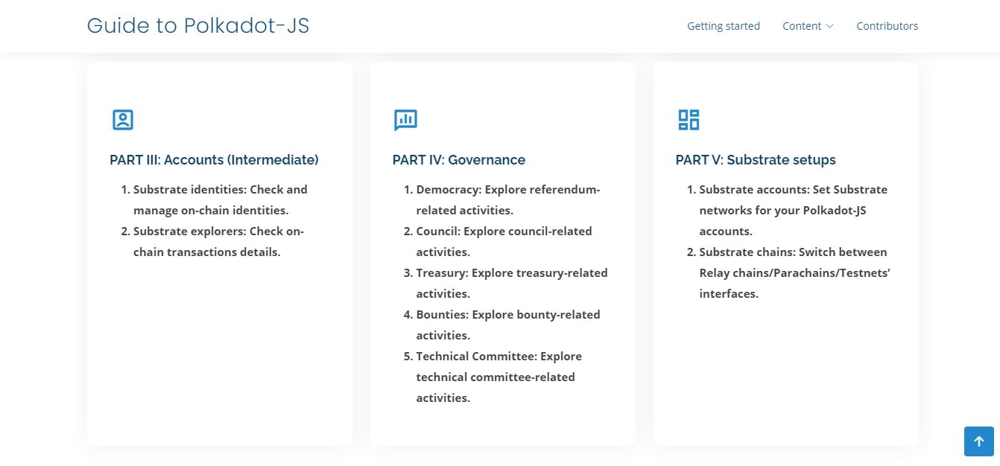 Guide to Polkadot-JS
Getting started
Content
Contributors
PART III: Accounts (Intermediate)
1. Substrate identities: Check and
manage on-chain identities.
2. Substrate explorers: Check on-
chain transactions details.
PART IV: Governance
1. Democracy: Explore referendum-
related activities.
2. Council: Explore council-related
activities.
3. Treasury: Explore treasury-related
activities.
4. Bounties: Explore bounty-related
activities.
5. Technical Committee: Explore
technical committee-related
activities.
PART V: Substrate setups
1. Substrate accounts: Set Substrate
networks for your Polkadot-JS
accounts.
2. Substrate chains: Switch between
Relay chains/Parachains/Testnets’
interfaces.